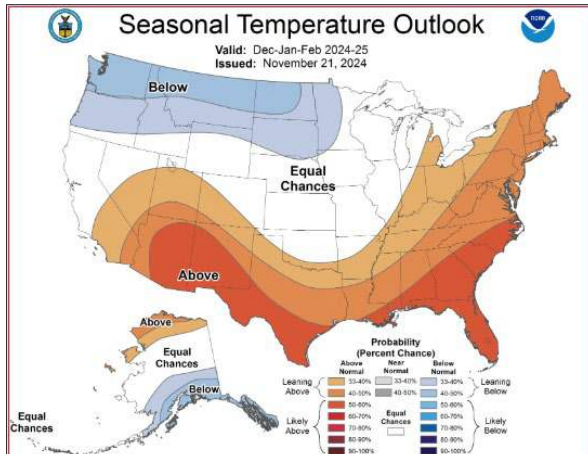 Seasonal Temperature Outlook
Valid: Dec-Jan-Feb 2024-25
Issued: November 21, 2024
Below
Equal
Chances
Above
Above
Equal
Chances
Below
Equal
Chances
Probability
(Percent Chance)
Above
Normal
Near
Normal
Below
Normal
Leaning
Above
33-40%
33-40%
33-40%
Leaning
Below
40-50%
40-50%
40-50%
Likely
Above
50-60%
50-60%
Likely
Below
60-70%
Equal
Chances
60-70%
70-80%
70-80%
80-90%
80-90%
90-100%
90-100%